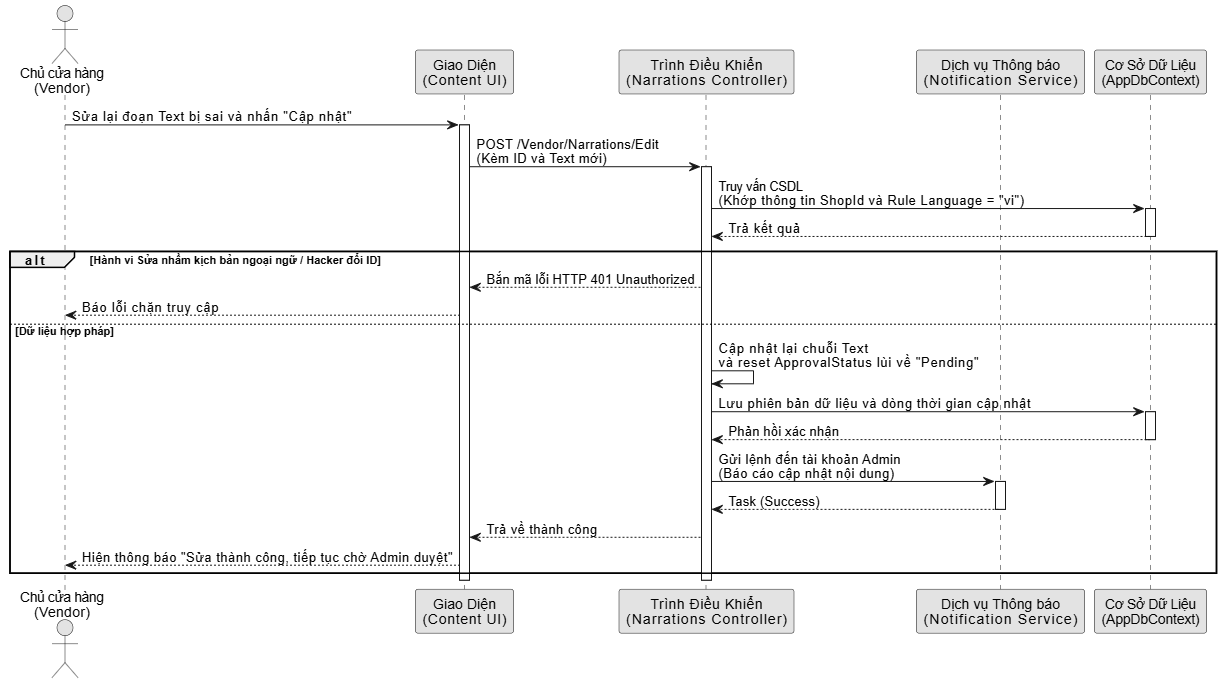 Chủ cửa hàng
(Vendor)
Giao Diện
(Content UI)
Trình Điều Khiển
(Narrations Controller)
Dịch vụ Thông báo
(Notification Service)
Cơ Sở Dữ Liệu
(AppDbContext)
Sửa lại đoạn Text bị sai và nhấn "Cập nhật"
POST /Vendor/Narrations/Edit
(Kèm ID và Text mới)
Truy vấn CSDL
(Khớp thông tin ShopId và Rule Language = "vi")
Trả kết quả
alt
[Hành vi Sửa nhầm kịch bản ngoại ngữ / Hacker đổi ID]
Bắn mã lỗi HTTP 401 Unauthorized
Báo lỗi chặn truy cập
[Dữ liệu hợp pháp]
Cập nhật lại chuỗi Text
và reset ApprovalStatus lùi về "Pending"
Lưu phiên bản dữ liệu và dòng thời gian cập nhật
Phản hồi xác nhận
Gửi lệnh đến tài khoản Admin
(Báo cáo cập nhật nội dung)
Task (Success)
Trả về thành công
Hiện thông báo "Sửa thành công, tiếp tục chờ Admin duyệt"
Chủ cửa hàng
(Vendor)
Giao Diện
(Content UI)
Trình Điều Khiển
(Narrations Controller)
Dịch vụ Thông báo
(Notification Service)
Cơ Sở Dữ Liệu
(AppDbContext)